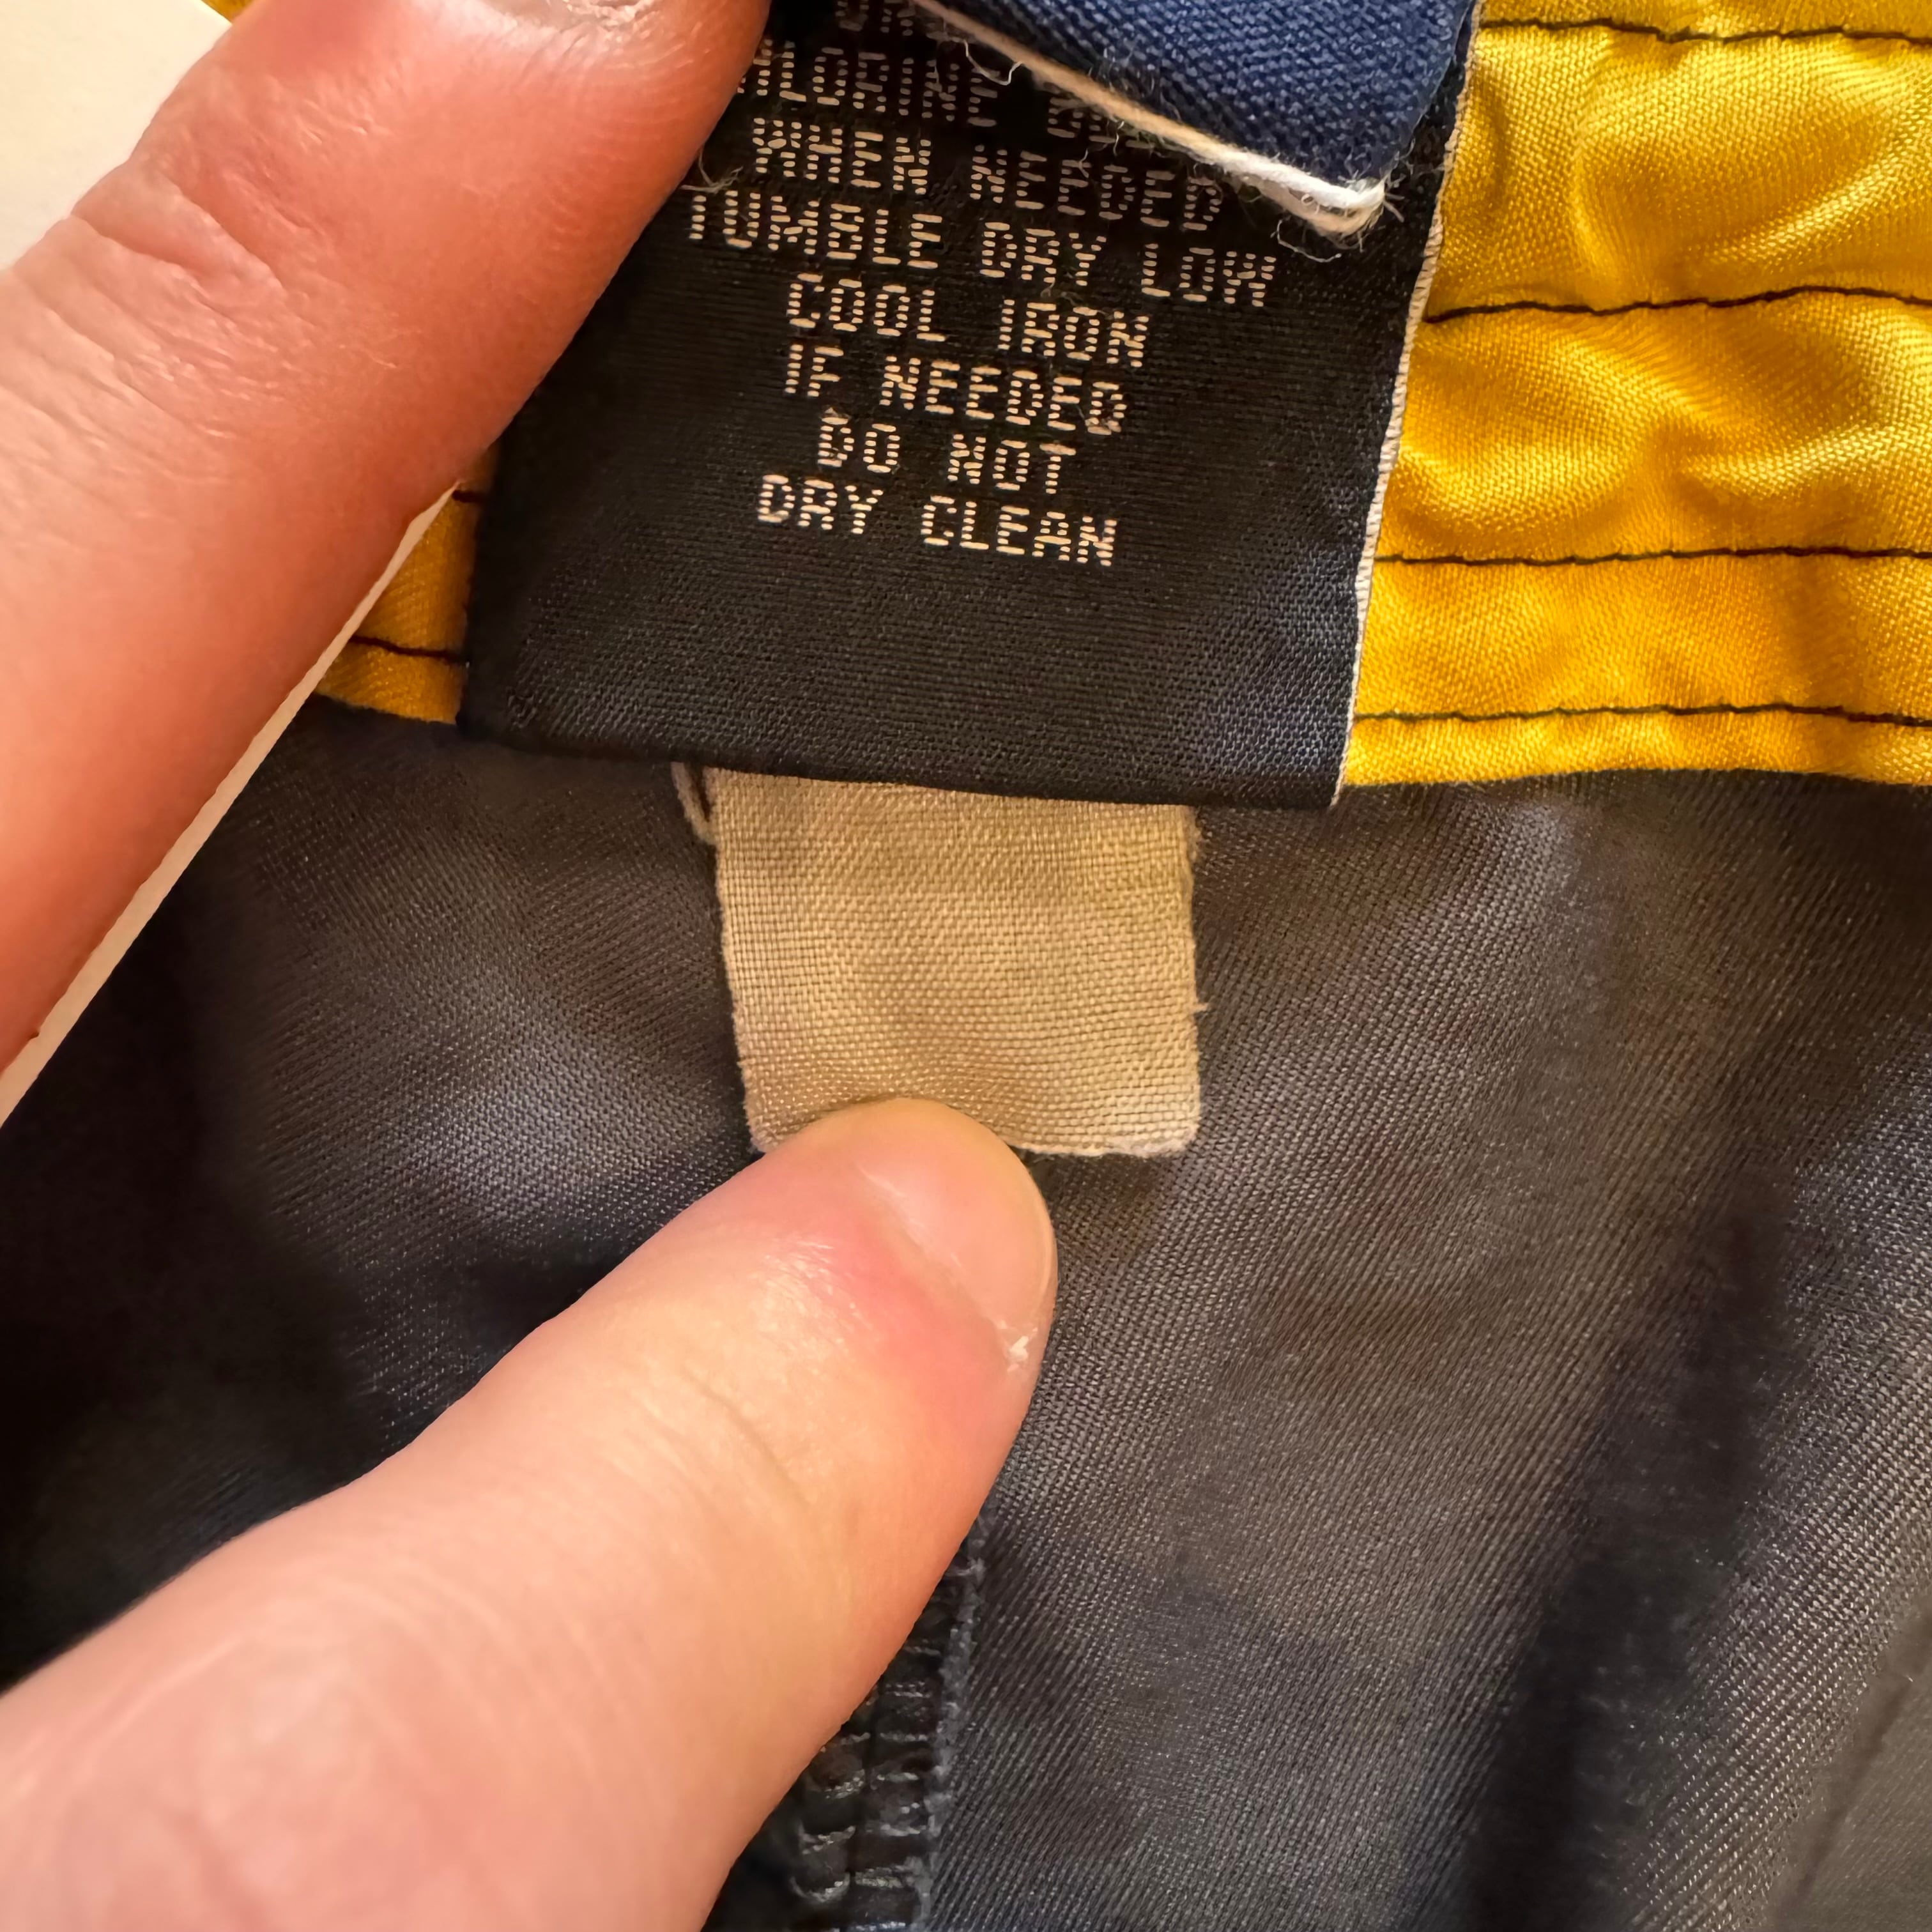 WHEN NEEDED
TUMBLE DRY LOW
COOL IRON
IF NEEDED
DO NOT
DRY CLEAN